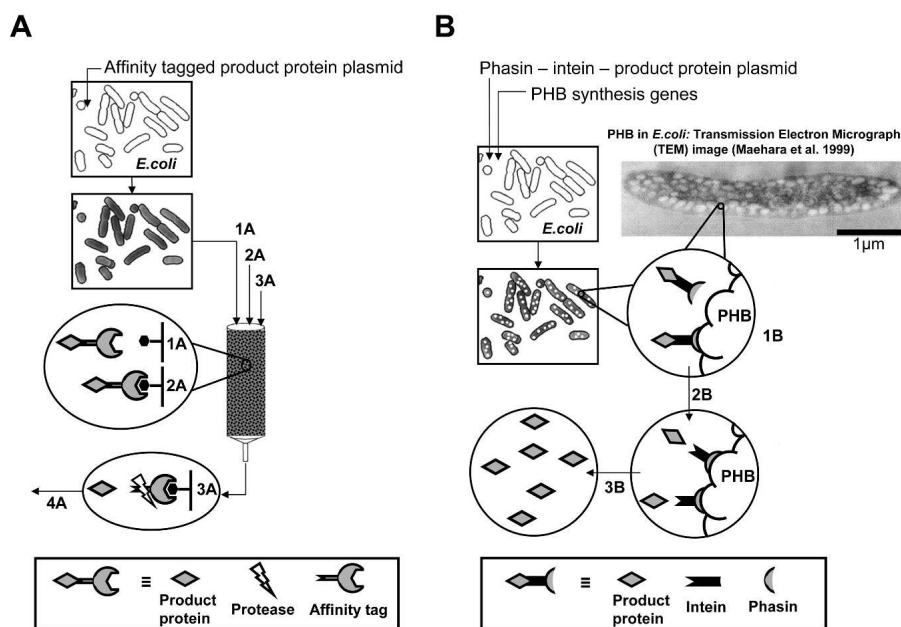 A
Affinity tagged product protein plasmid
E.coli
1A
2A
3A
1A
2A
3A
4A
≡
Product
protein
Protease
Affinity tag
B
Phasin – intein – product protein plasmid
PHB synthesis genes
PHB in E.coli: Transmission Electron Micrograph
(TEM) image (Maehara et al. 1999)
E.coli
1µm
PHB
1B
2B
PHB
3B
≡
Product
protein
Intein
Phasin